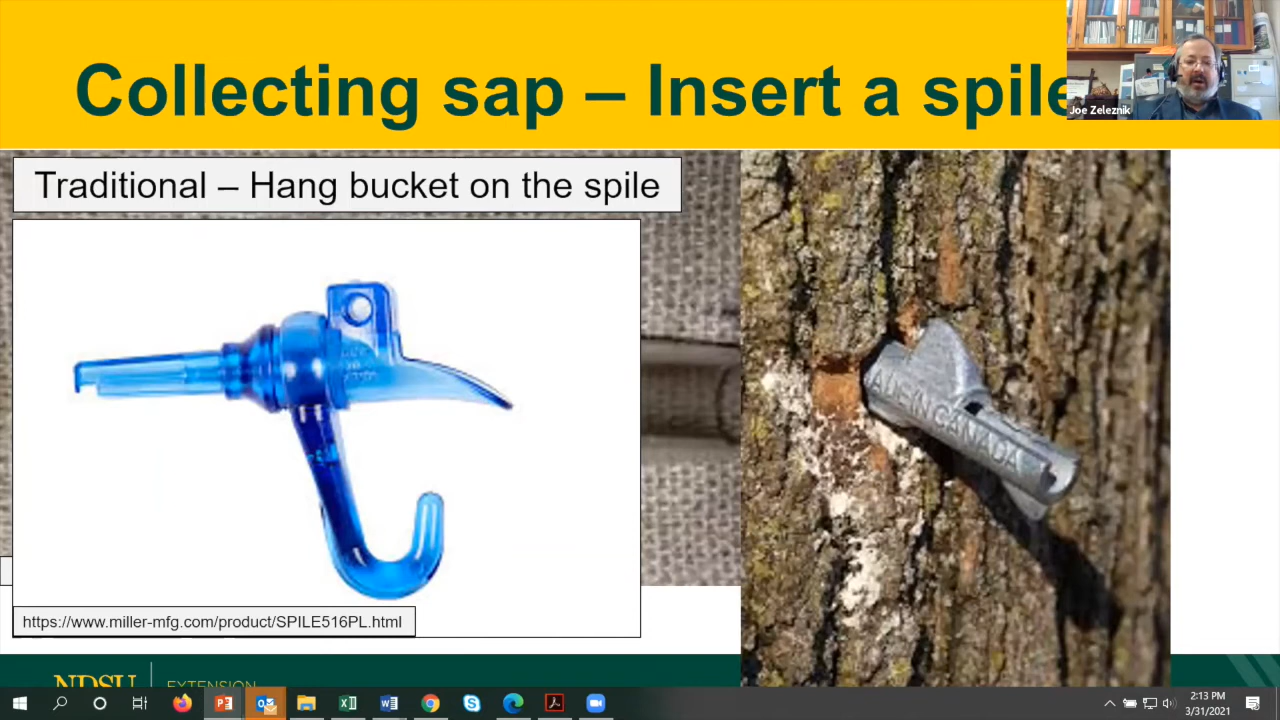 Collecting sap – Insert a spile
Joe Zeleznik
Traditional – Hang bucket on the spile
MADE IN CANADA
https://www.miller-mfg.com/product/SPILE516PL.html
NDSU
EXTENSION
2:13 PM
3/31/2021